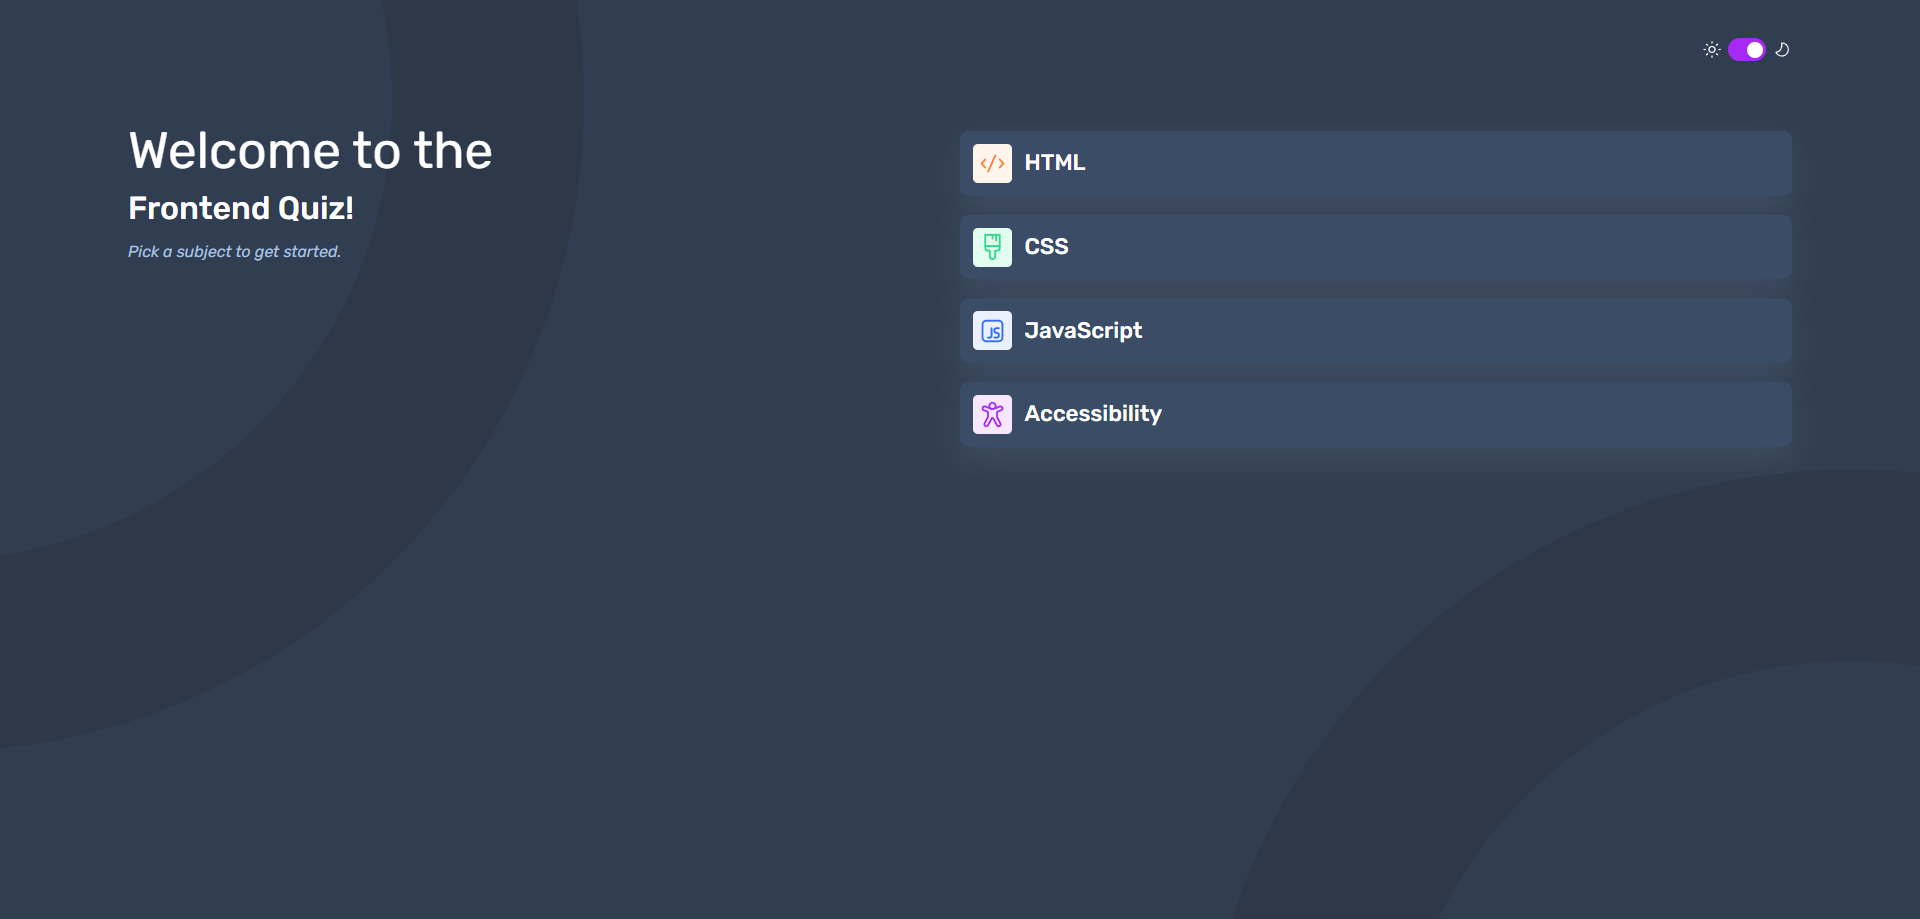 Welcome to the
Frontend Quiz!
Pick a subject to get started.
</> HTML
CSS
JS JavaScript
Accessibility